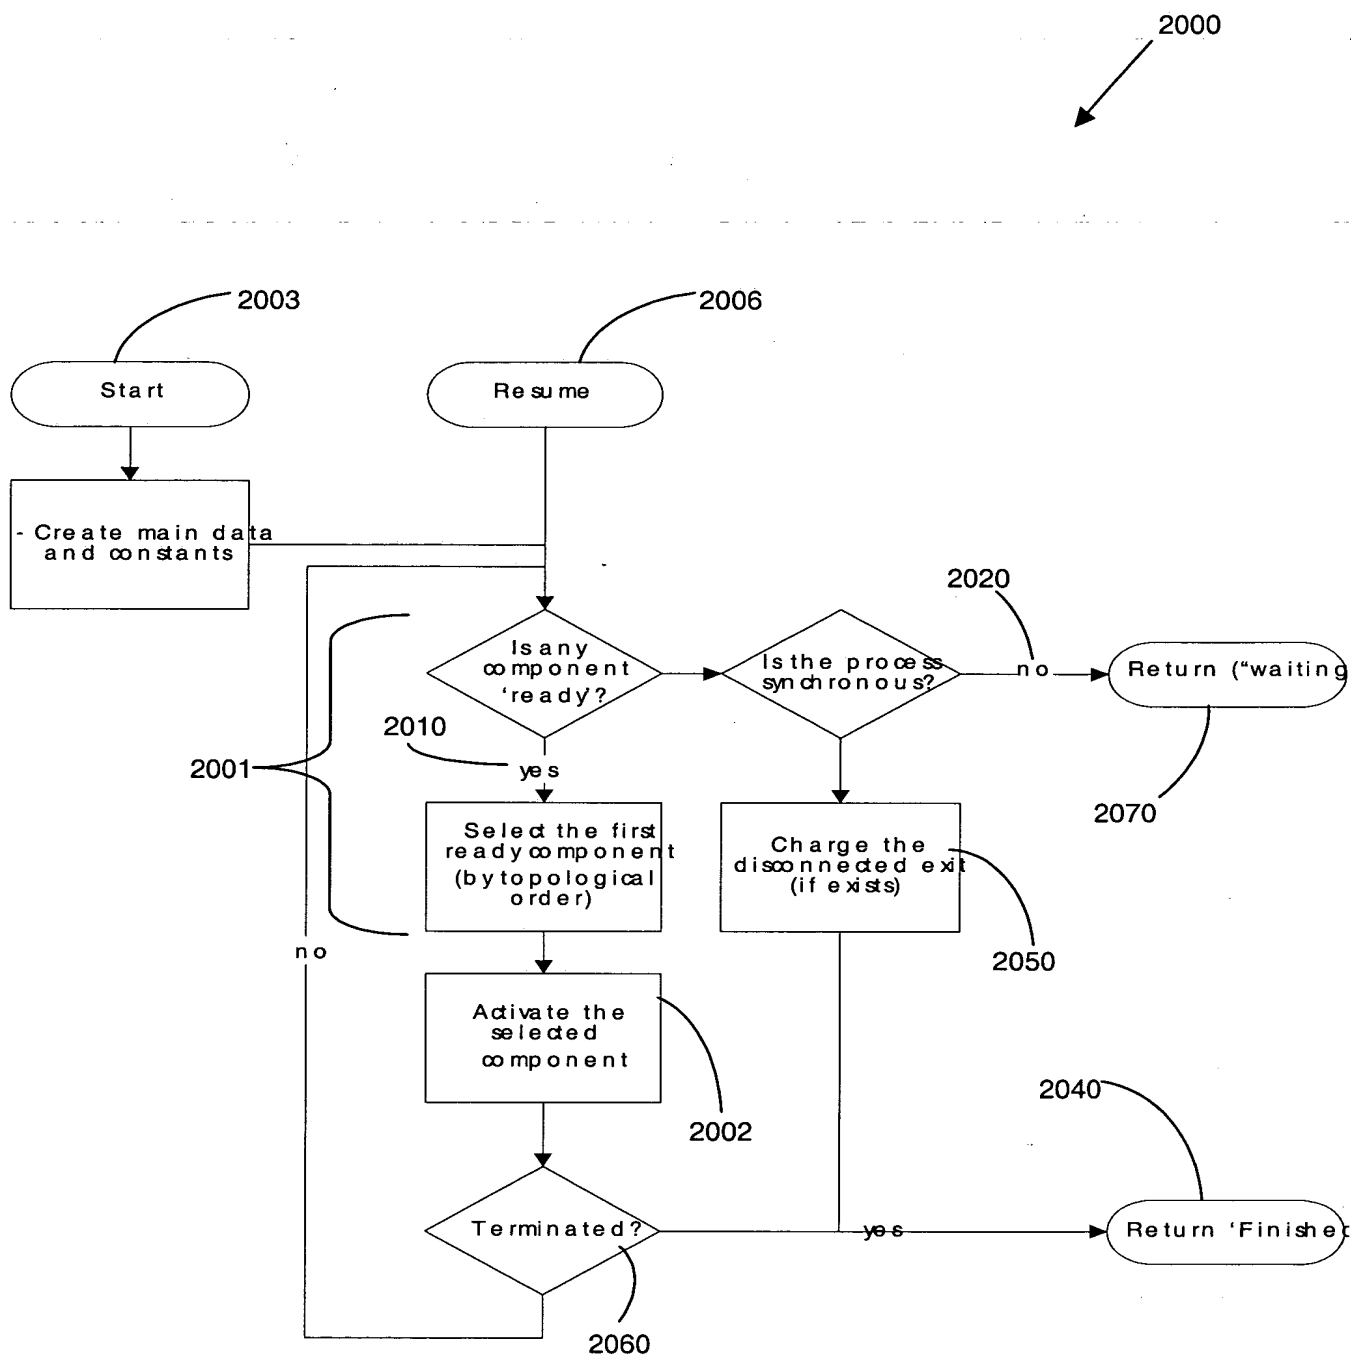 2000
2003
2006
Start
Resume
- Create main data
and constants
2020
Is any
component
‘ready’?
Is the process
synchronous?
no
Return (“waiting
2010
yes
2001
2070
Select the first
ready component
(by topological
order)
Charge the
disconnected exit
(if exists)
no
2050
Activate the
selected
component
2040
2002
Terminated?
yes
Return ‘Finished
2060